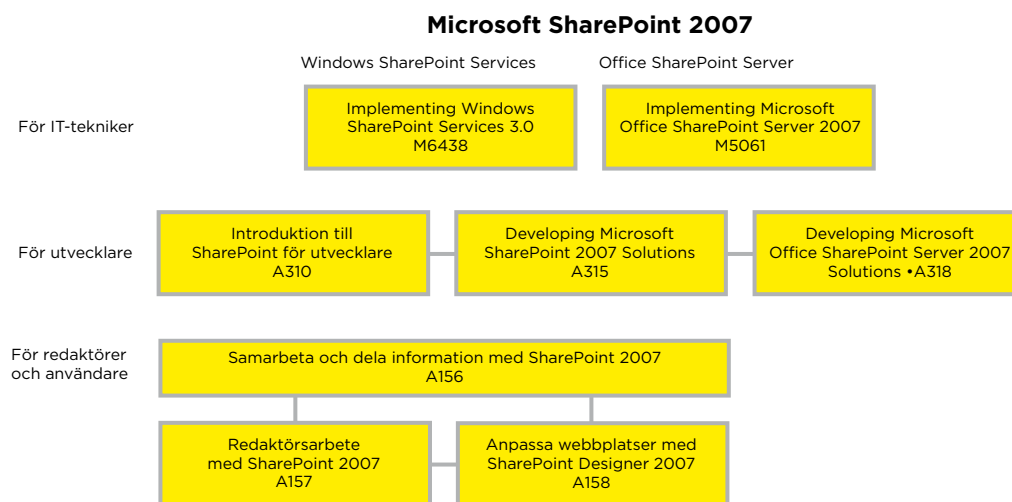 Microsoft SharePoint 2007
Windows SharePoint Services
Office SharePoint Server
För IT-tekniker
Implementing Windows
SharePoint Services 3.0
M6438
Implementing Microsoft
Office SharePoint Server 2007
M5061
För utvecklare
Introduktion till
SharePoint för utvecklare
A310
Developing Microsoft
SharePoint 2007 Solutions
A315
Developing Microsoft
Office SharePoint Server 2007
Solutions •A318
För redaktörer
och användare
Samarbeta och dela information med SharePoint 2007
A156
Redaktörsarbete
med SharePoint 2007
A157
Anpassa webbplatser med
SharePoint Designer 2007
A158